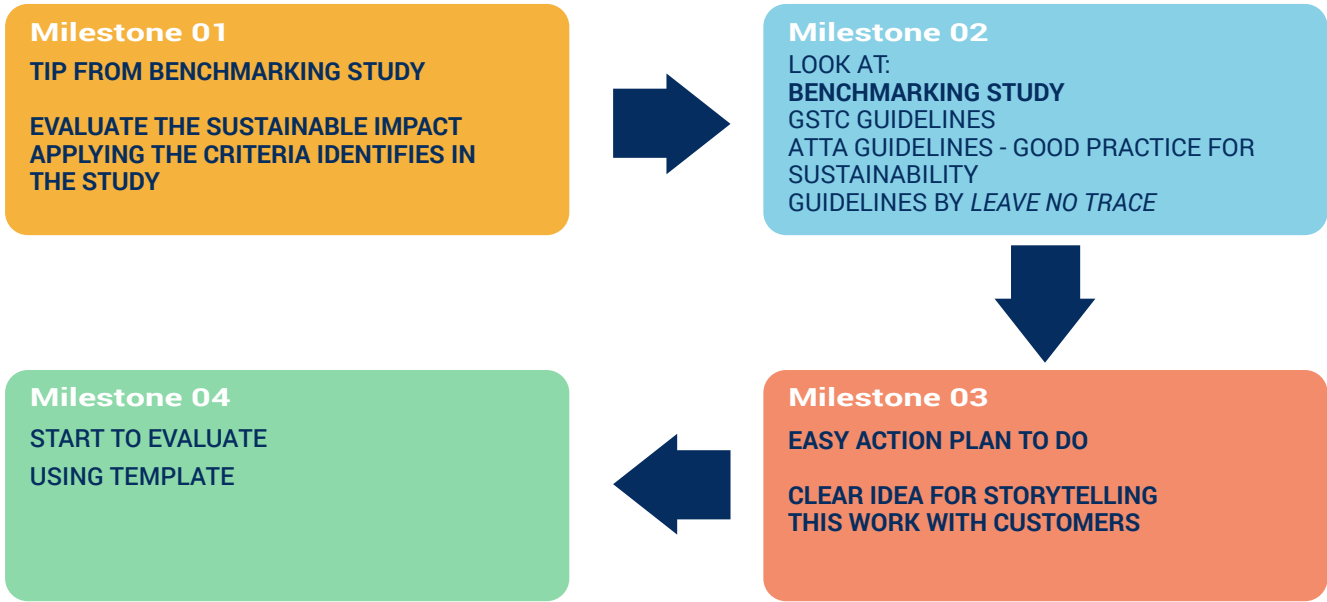 Milestone 01
TIP FROM BENCHMARKING STUDY
EVALUATE THE SUSTAINABLE IMPACT
APPLYING THE CRITERIA IDENTIFIES IN
THE STUDY
Milestone 02
LOOK AT:
BENCHMARKING STUDY
GSTC GUIDELINES
ATTA GUIDELINES - GOOD PRACTICE FOR
SUSTAINABILITY
GUIDELINES BY LEAVE NO TRACE
Milestone 03
EASY ACTION PLAN TO DO
CLEAR IDEA FOR STORYTELLING
THIS WORK WITH CUSTOMERS
Milestone 04
START TO EVALUATE
USING TEMPLATE